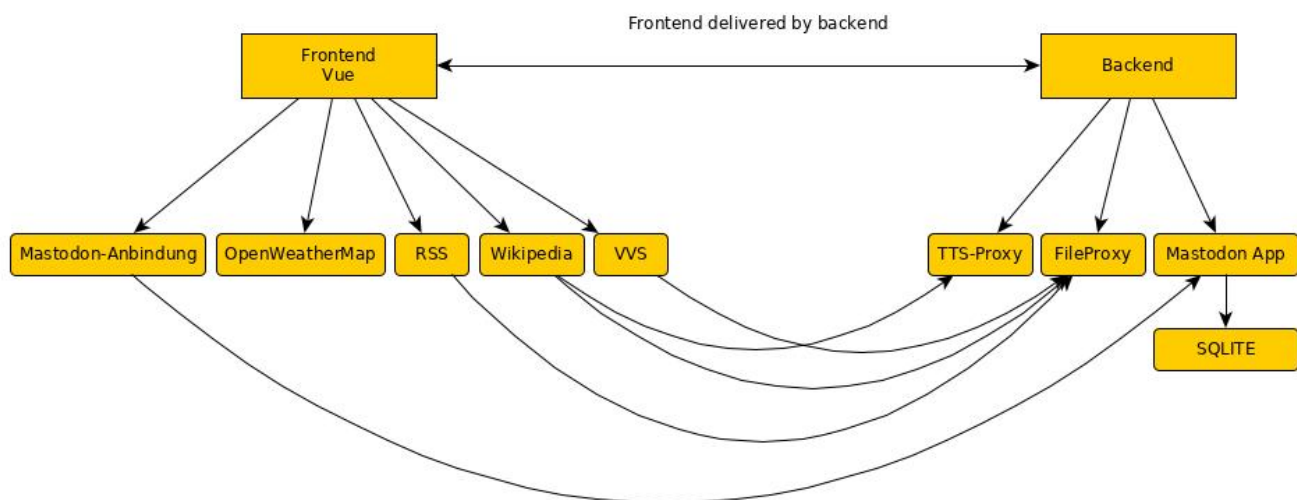 Frontend delivered by backend
Frontend
Vue
Backend
Mastodon-Anbindung
OpenWeatherMap
RSS
Wikipedia
VVS
TTS-Proxy
FileProxy
Mastodon App
SQLITE